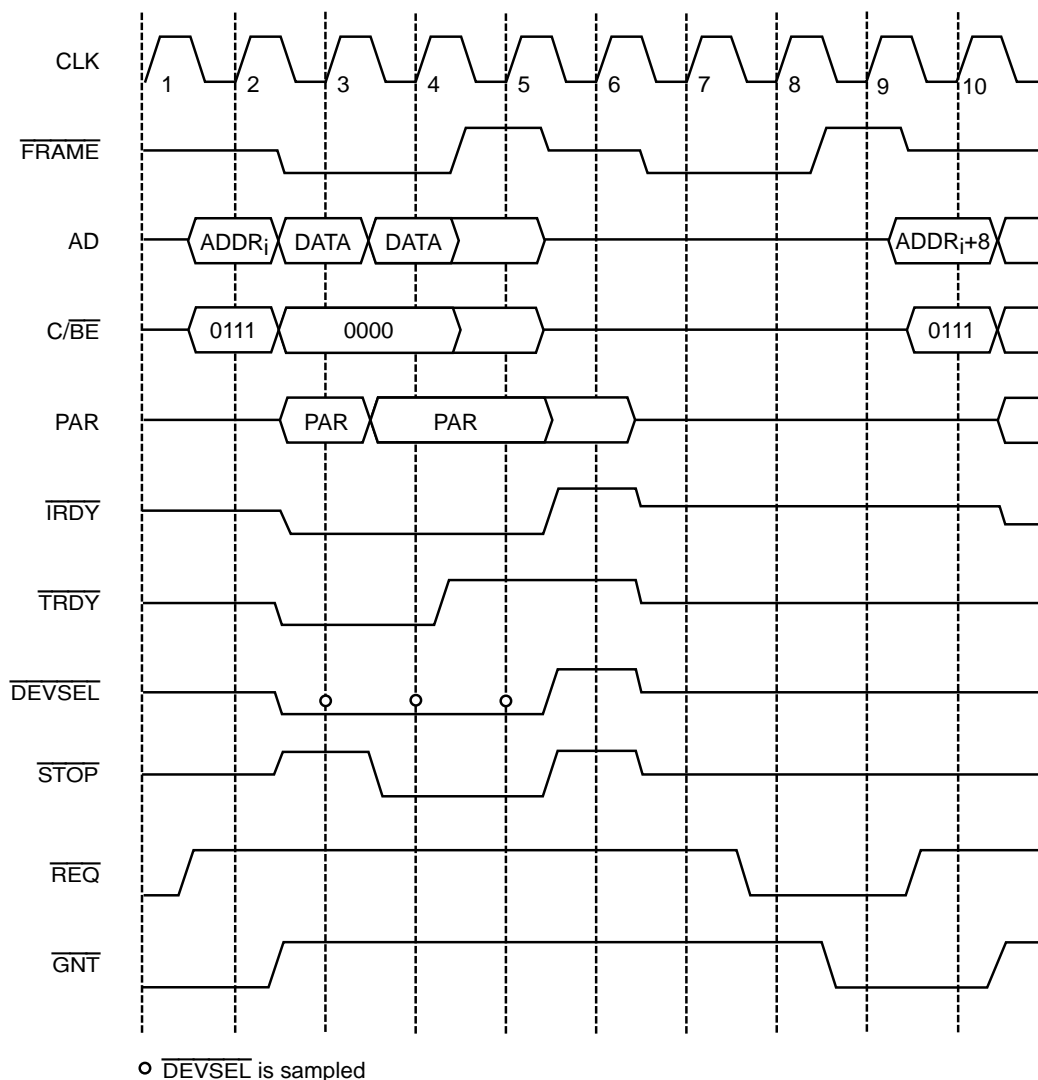 CLK
1 2 3 4 5 6 7 8 9 10
FRAME
AD
ADDRi DATA DATA ADDRi+8
C/BE
0111 0000 0111
PAR
PAR PAR
IRDY
TRDY
DEVSEL
STOP
REQ
GNT
DEVSEL is sampled